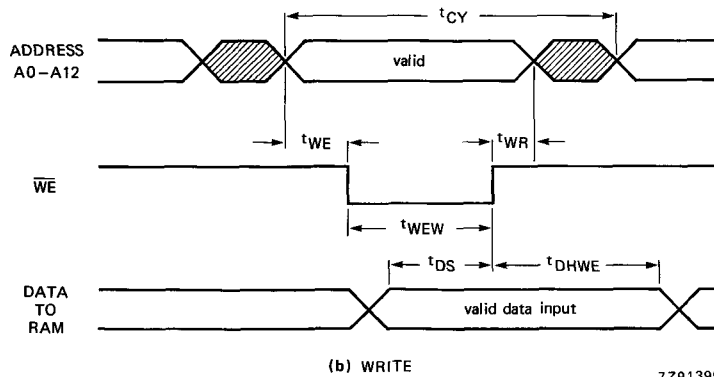 tCY
ADDRESS
A0-A12
valid
tWE
tWR
WE
tWEW
tDS
tDHWE
DATA
TO
RAM
valid data input
(b) WRITE